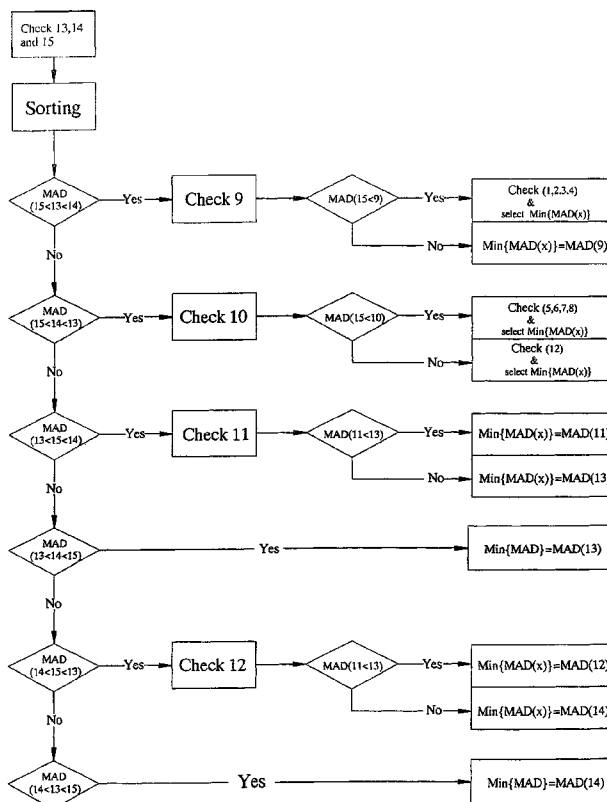 Check 13,14
and 15
Sorting
MAD
(15<13<14)
Yes
Check 9
MAD(15<9)
Yes
Check (1,2,3,4)
&
select Min{MAD(x)}
No
Min{MAD(x)}=MAD(9)
No
MAD
(15<14<13)
Yes
Check 10
MAD(15<10)
Yes
Check (5,6,7,8)
&
select Min{MAD(x)}
No
Check (12)
&
select Min{MAD(x)}
No
MAD
(13<15<14)
Yes
Check 11
MAD(11<13)
Yes
Min{MAD(x)}=MAD(11)
No
Min{MAD(x)}=MAD(13)
No
MAD
(13<14<15)
Yes
Min{MAD}=MAD(13)
No
MAD
(14<15<13)
Yes
Check 12
MAD(11<13)
Yes
Min{MAD(x)}=MAD(12)
No
Min{MAD(x)}=MAD(14)
No
MAD
(14<13<15)
Yes
Min{MAD}=MAD(14)